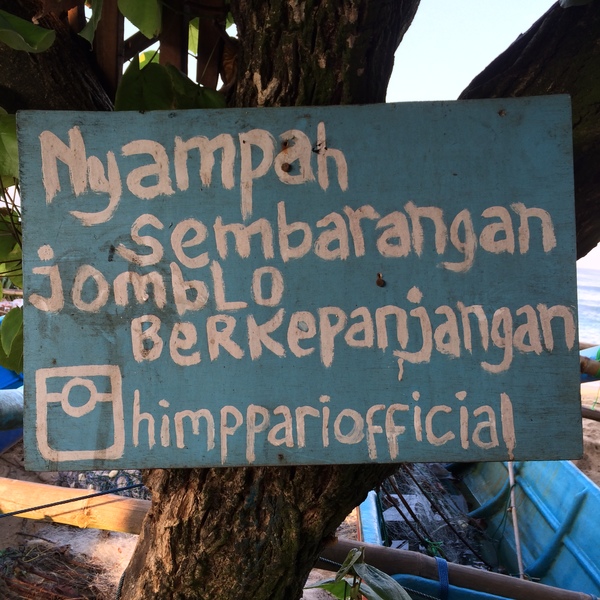 Nyampah
sembarangan
jomblo
BeRKepanjangan
himppariofficial